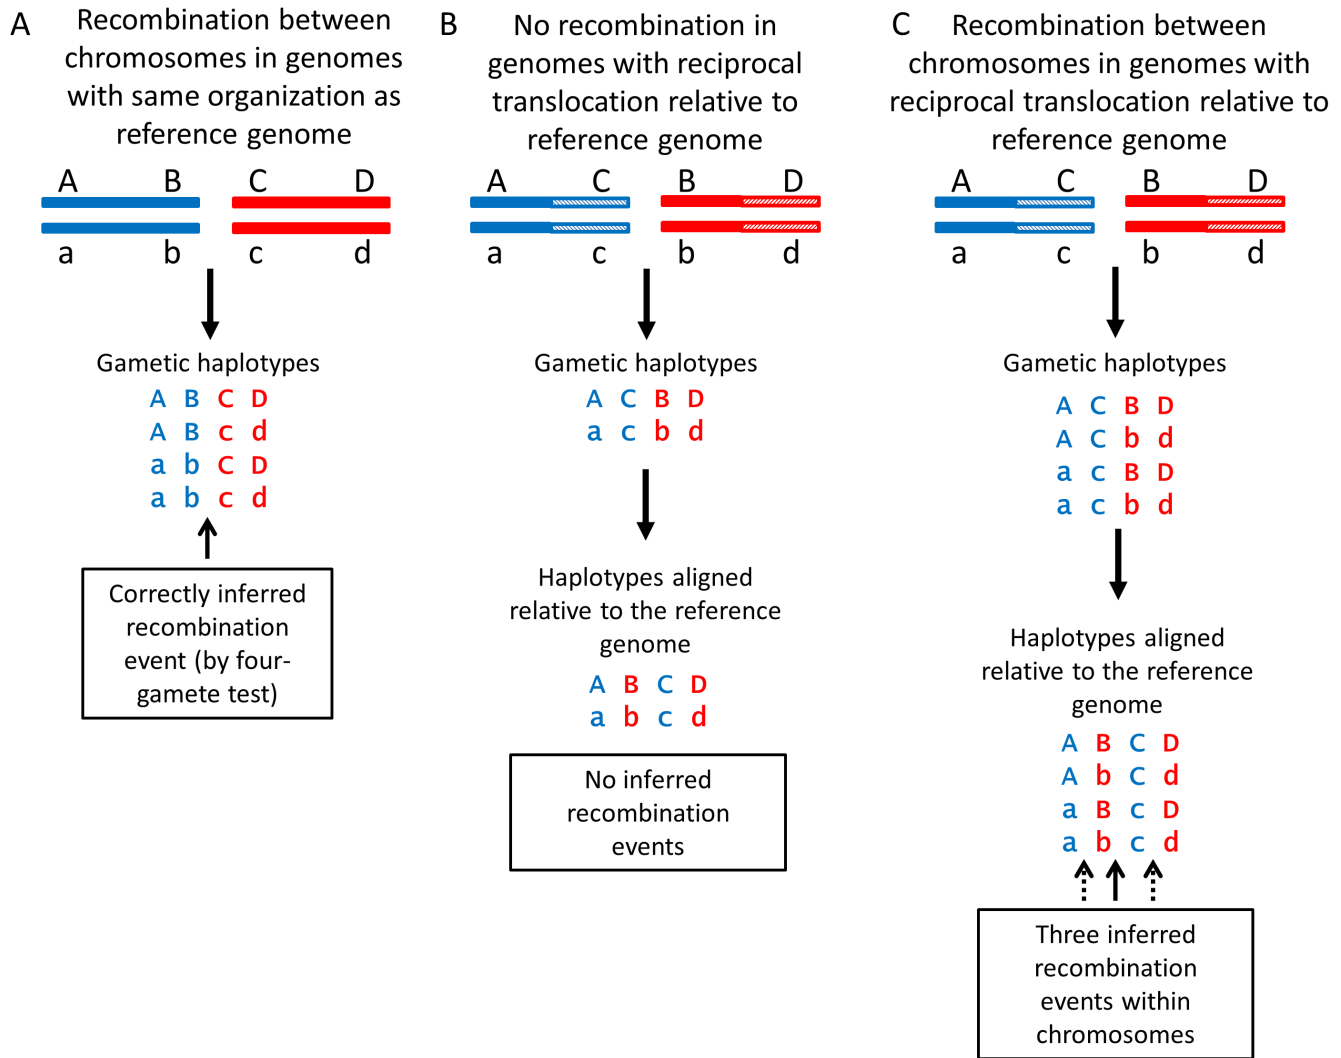 A
Recombination between
chromosomes in genomes
with same organization as
reference genome
A B C D
a b c d
Gametic haplotypes
A B C D
A B c d
a b C D
a b c d
Correctly inferred
recombination
event (by four-
gamete test)
B
No recombination in
genomes with reciprocal
translocation relative to
reference genome
A C B D
a c b d
Gametic haplotypes
A C B D
a c b d
Haplotypes aligned
relative to the reference
genome
A B C D
a b c d
No inferred
recombination
events
C
Recombination between
chromosomes in genomes with
reciprocal translocation relative to
reference genome
A C B D
a c b d
Gametic haplotypes
A C B D
A C b d
a c B D
a c b d
Haplotypes aligned
relative to the reference
genome
A B C D
A b C d
a B c D
a b c d
Three inferred
recombination
events within
chromosomes